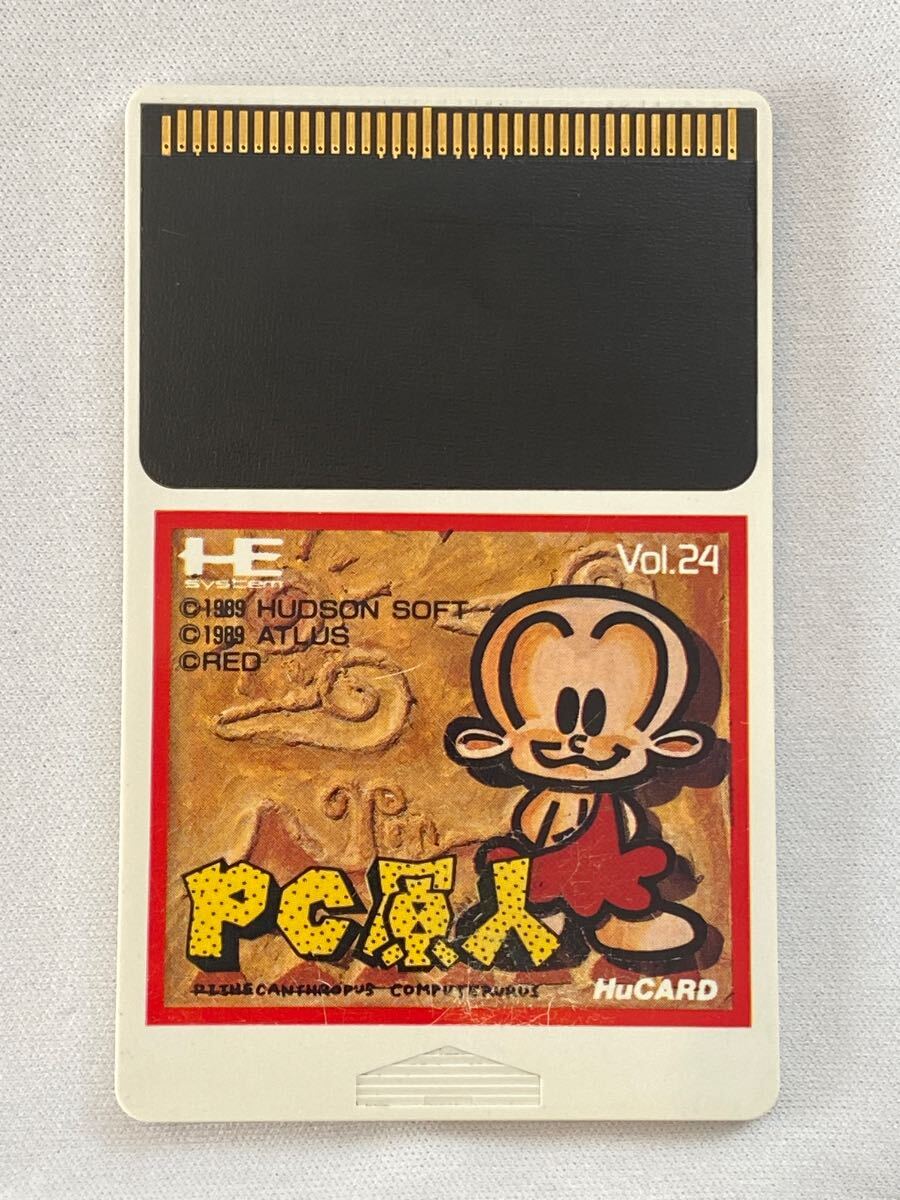 HE
system
Vol.24
©1989 HUDSON SOFT
©1989 ATLUS
©RED
PC原人
PITHECANTHROPUS COMPUTERURUS
HuCARD